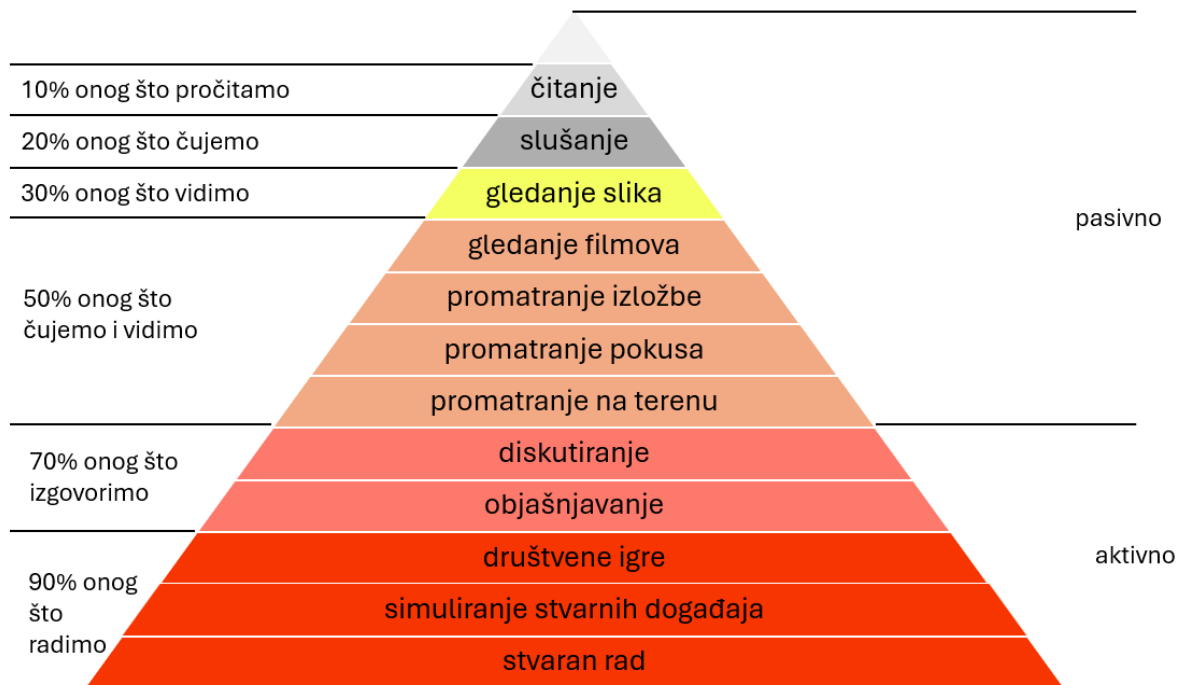 10% onog što pročitamo
čitanje
20% onog što čujemo
slušanje
30% onog što vidimo
gledanje slika
pasivno
gledanje filmova
50% onog što
čujemo i vidimo
promatranje izložbe
promatranje pokusa
promatranje na terenu
70% onog što
izgovorimo
diskutiranje
objašnjavanje
aktivno
90% onog
što
radimo
društvene igre
simuliranje stvarnih događaja
stvaran rad